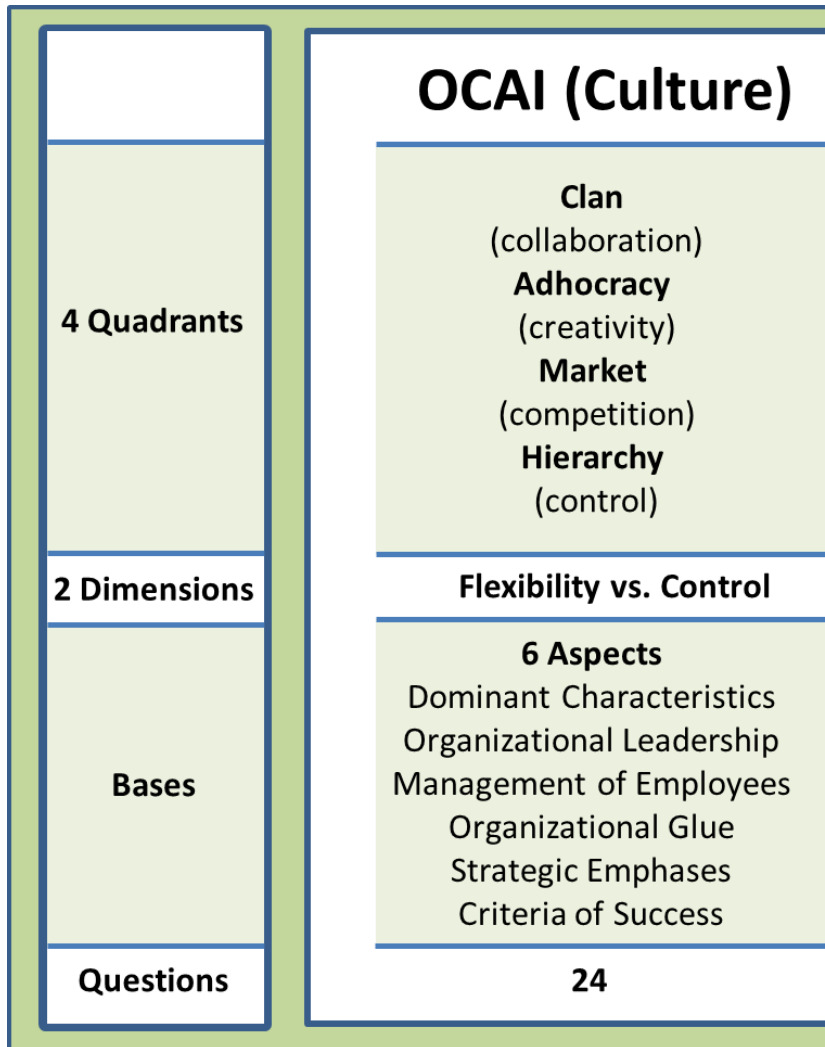 OCAI (Culture)
4 Quadrants
Clan
(collaboration)
Adhocracy
(creativity)
Market
(competition)
Hierarchy
(control)
2 Dimensions
Flexibility vs. Control
Bases
6 Aspects
Dominant Characteristics
Organizational Leadership
Management of Employees
Organizational Glue
Strategic Emphases
Criteria of Success
Questions
24